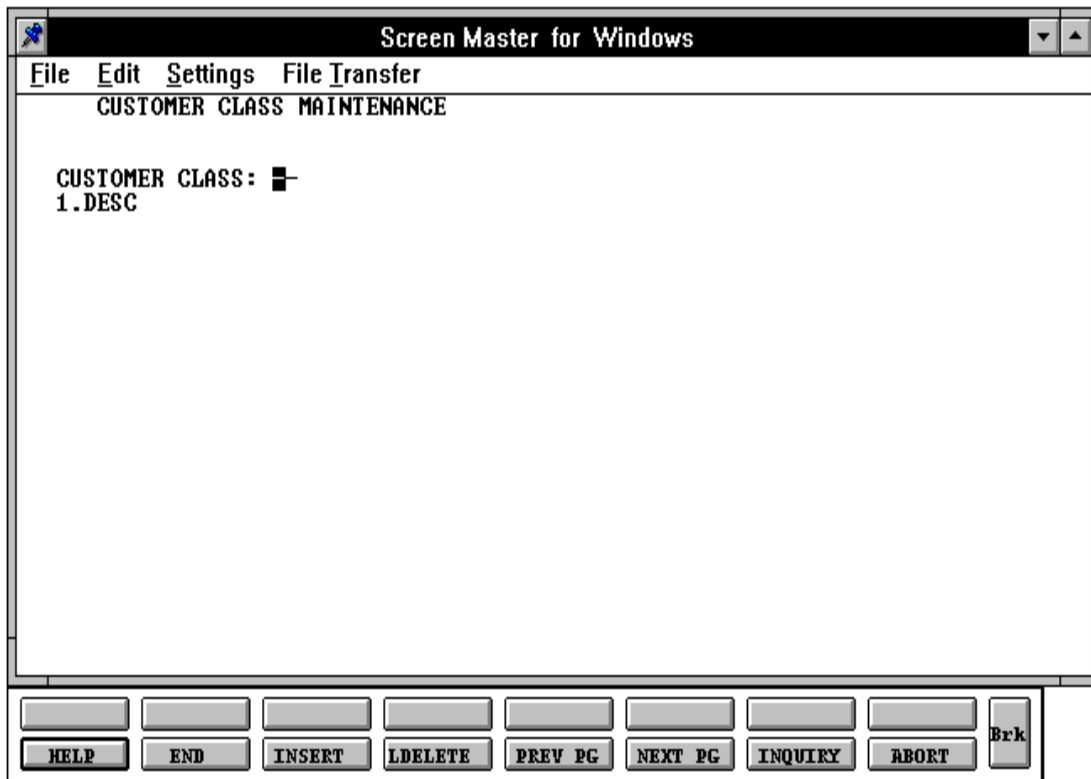 Screen Master for Windows
File Edit Settings File Transfer
CUSTOMER CLASS MAINTENANCE
CUSTOMER CLASS:
1.DESC
Brk
HELP END INSERT LDELETE PREV PG NEXT PG INQUIRY ABORT